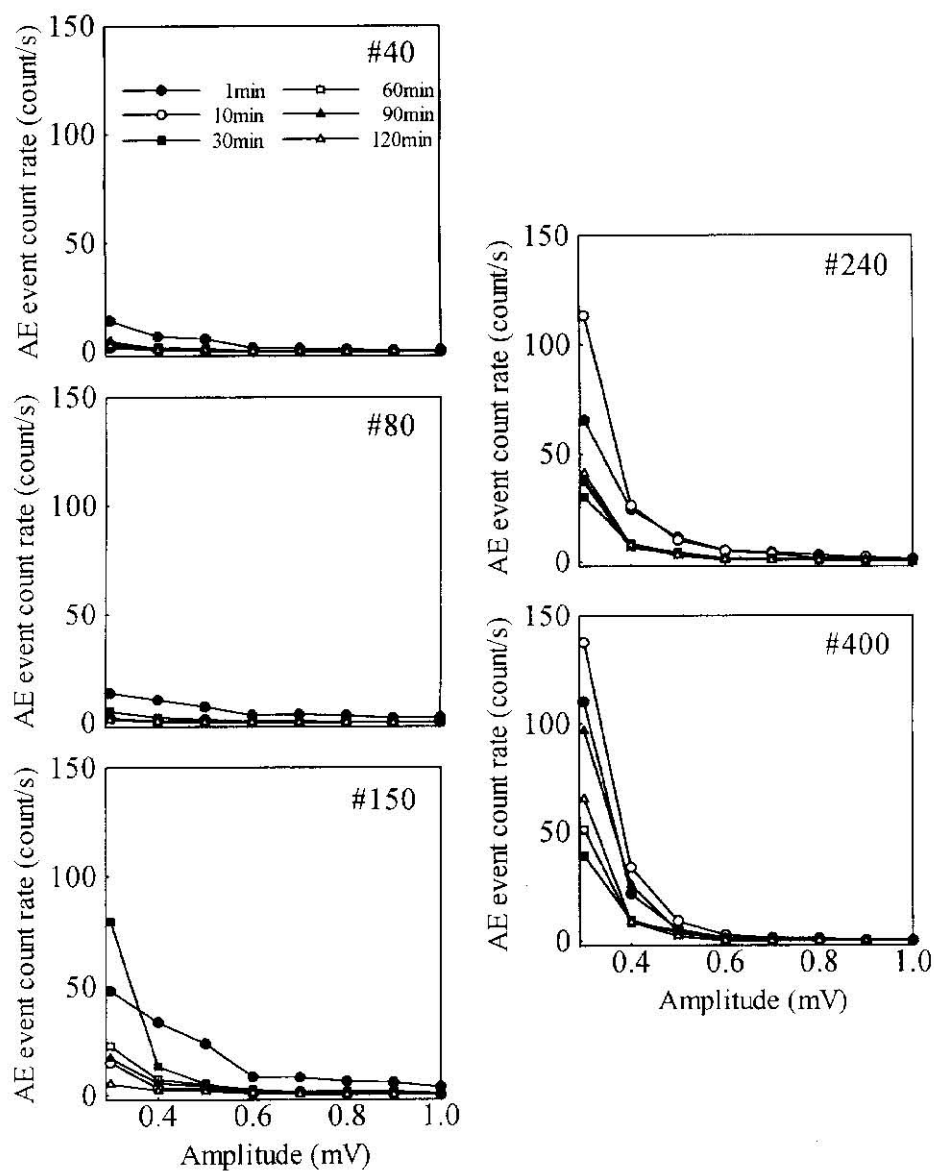 150
#40
1min
60min
10min
90min
30min
120min
100
50
0
AE event count rate (count/s)
150
#80
100
50
0
AE event count rate (count/s)
150
#150
100
50
0
AE event count rate (count/s)
0.4
0.6
0.8
1.0
Amplitude (mV)
150
#240
100
50
0
AE event count rate (count/s)
150
#400
100
50
0
AE event count rate (count/s)
0.4
0.6
0.8
1.0
Amplitude (mV)